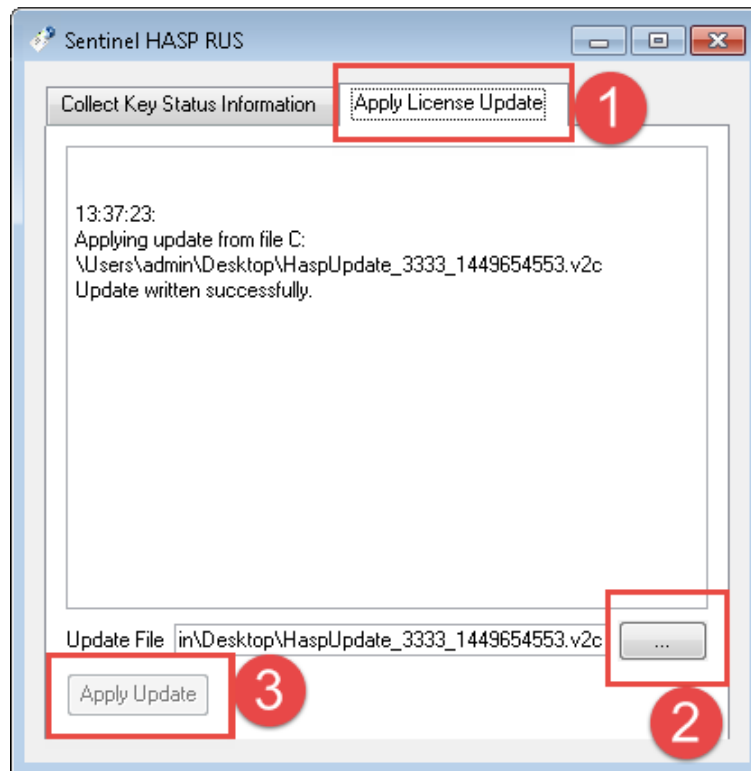 Sentinel HASP RUS
Collect Key Status Information
Apply License Update
1
13:37:23:
Applying update from file C:
\Users\admin\Desktop\HaspUpdate_3333_1449654553.v2c
Update written successfully.
Update File in\Desktop\HaspUpdate_3333_1449654553.v2c ...
Apply Update
3
2